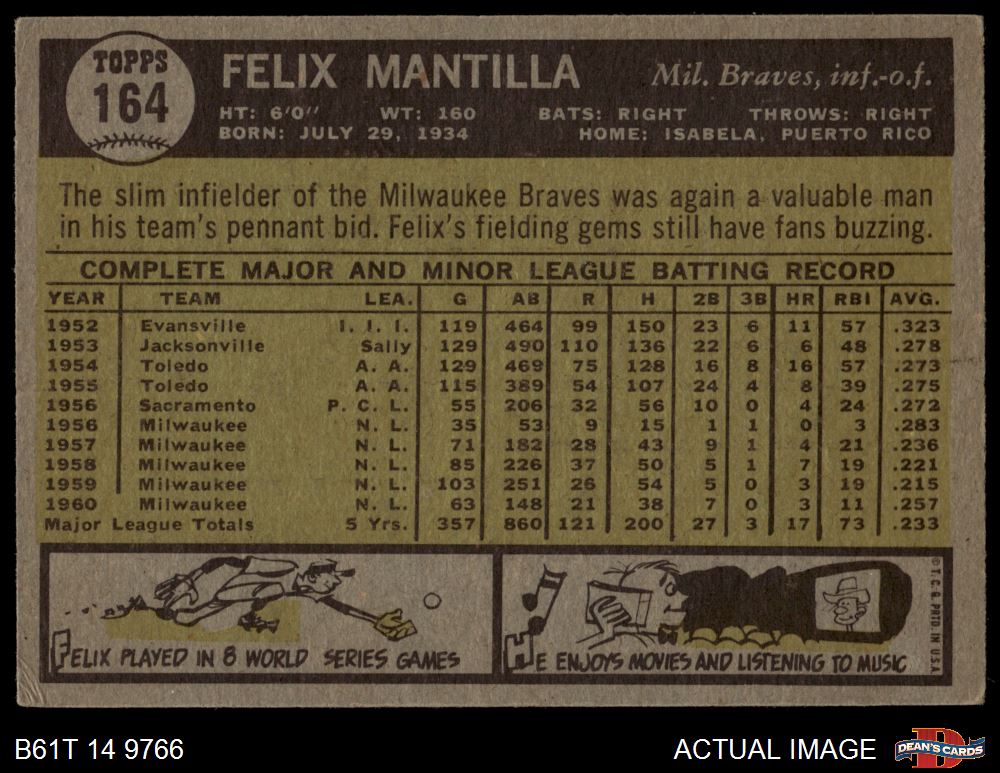 TOPPS
164
FELIX MANTILLA
Mil. Braves, inf.-o.f.
HT: 6'0" WT: 160 BATS: RIGHT THROWS: RIGHT
BORN: JULY 29, 1934 HOME: ISABELA, PUERTO RICO
The slim infielder of the Milwaukee Braves was again a valuable man
in his team's pennant bid. Felix's fielding gems still have fans buzzing.
COMPLETE MAJOR AND MINOR LEAGUE BATTING RECORD
YEAR TEAM LEA. G AB R H 2B 3B HR RBI AVG.
1952 Evansville I. I. I. 119 464 99 150 23 6 11 57 .323
1953 Jacksonville Sally 129 490 110 136 22 6 6 48 .278
1954 Toledo A. A. 129 469 75 128 16 8 16 57 .273
1955 Toledo A. A. 115 389 54 107 24 4 8 39 .275
1956 Sacramento P. C. L. 55 206 32 56 10 0 4 24 .272
1956 Milwaukee N. L. 35 53 9 15 1 1 0 3 .283
1957 Milwaukee N. L. 71 182 28 43 9 1 4 21 .236
1958 Milwaukee N. L. 85 226 37 50 5 1 7 19 .221
1959 Milwaukee N. L. 103 251 26 54 5 0 3 19 .215
1960 Milwaukee N. L. 63 148 21 38 7 0 3 11 .257
Major League Totals 5 Yrs. 357 860 121 200 27 3 17 73 .233
FELIX PLAYED IN 8 WORLD SERIES GAMES
HE ENJOYS MOVIES AND LISTENING TO MUSIC
© T. C. G. PRTD. IN U.S.A.
B61T 14 9766
ACTUAL IMAGE
D
DEAN'S CARDS